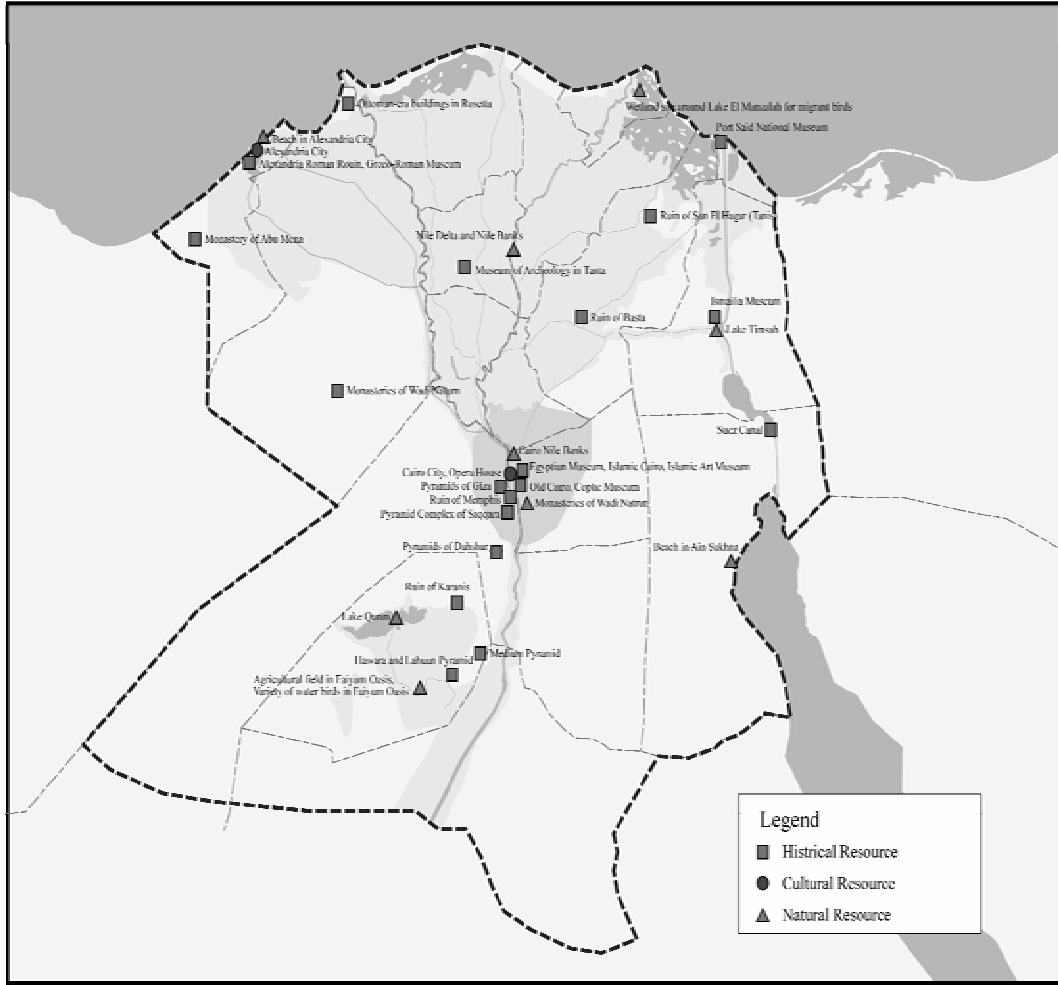 Ottoman-era buildings in Rosetta
Wetland s around Lake El Manzalah for migrant birds
Port Said National Museum
Beach in Alexandria City
Alexandria City
Alexandria Roman Rouin, Greco-Roman Museum
Ruin of San El Hagar (Tanis
Monastery of Abu Mena
Nile Delta and Nile Banks
Museum of Archeology in Tanta
Ismailia Museum
Ruin of Basta
Lake Timsah
Monasteries of Wadi Natrun
Suez Canal
Cairo Nile Banks
Egyptian Museum, Islamic Cairo, Islamic Art Museum
Cairo City, Opera House
Pyramids of Giza
Old Cairo, Coptic Museum
Ruin of Memphis
Monasteries of Wadi Natrun
Pyramid Complex of Saqqara
Pyramids of Dahshur
Beach in Ain Sukhna
Ruin of Karanis
Lake Qarun
Medium Pyramid
Hawara and Lahuun Pyramid
Agricultural field in Faiyum Oasis,
Variety of water birds in Faiyum Oasis
Legend
Histrical Resource
Cultural Resource
Natural Resource